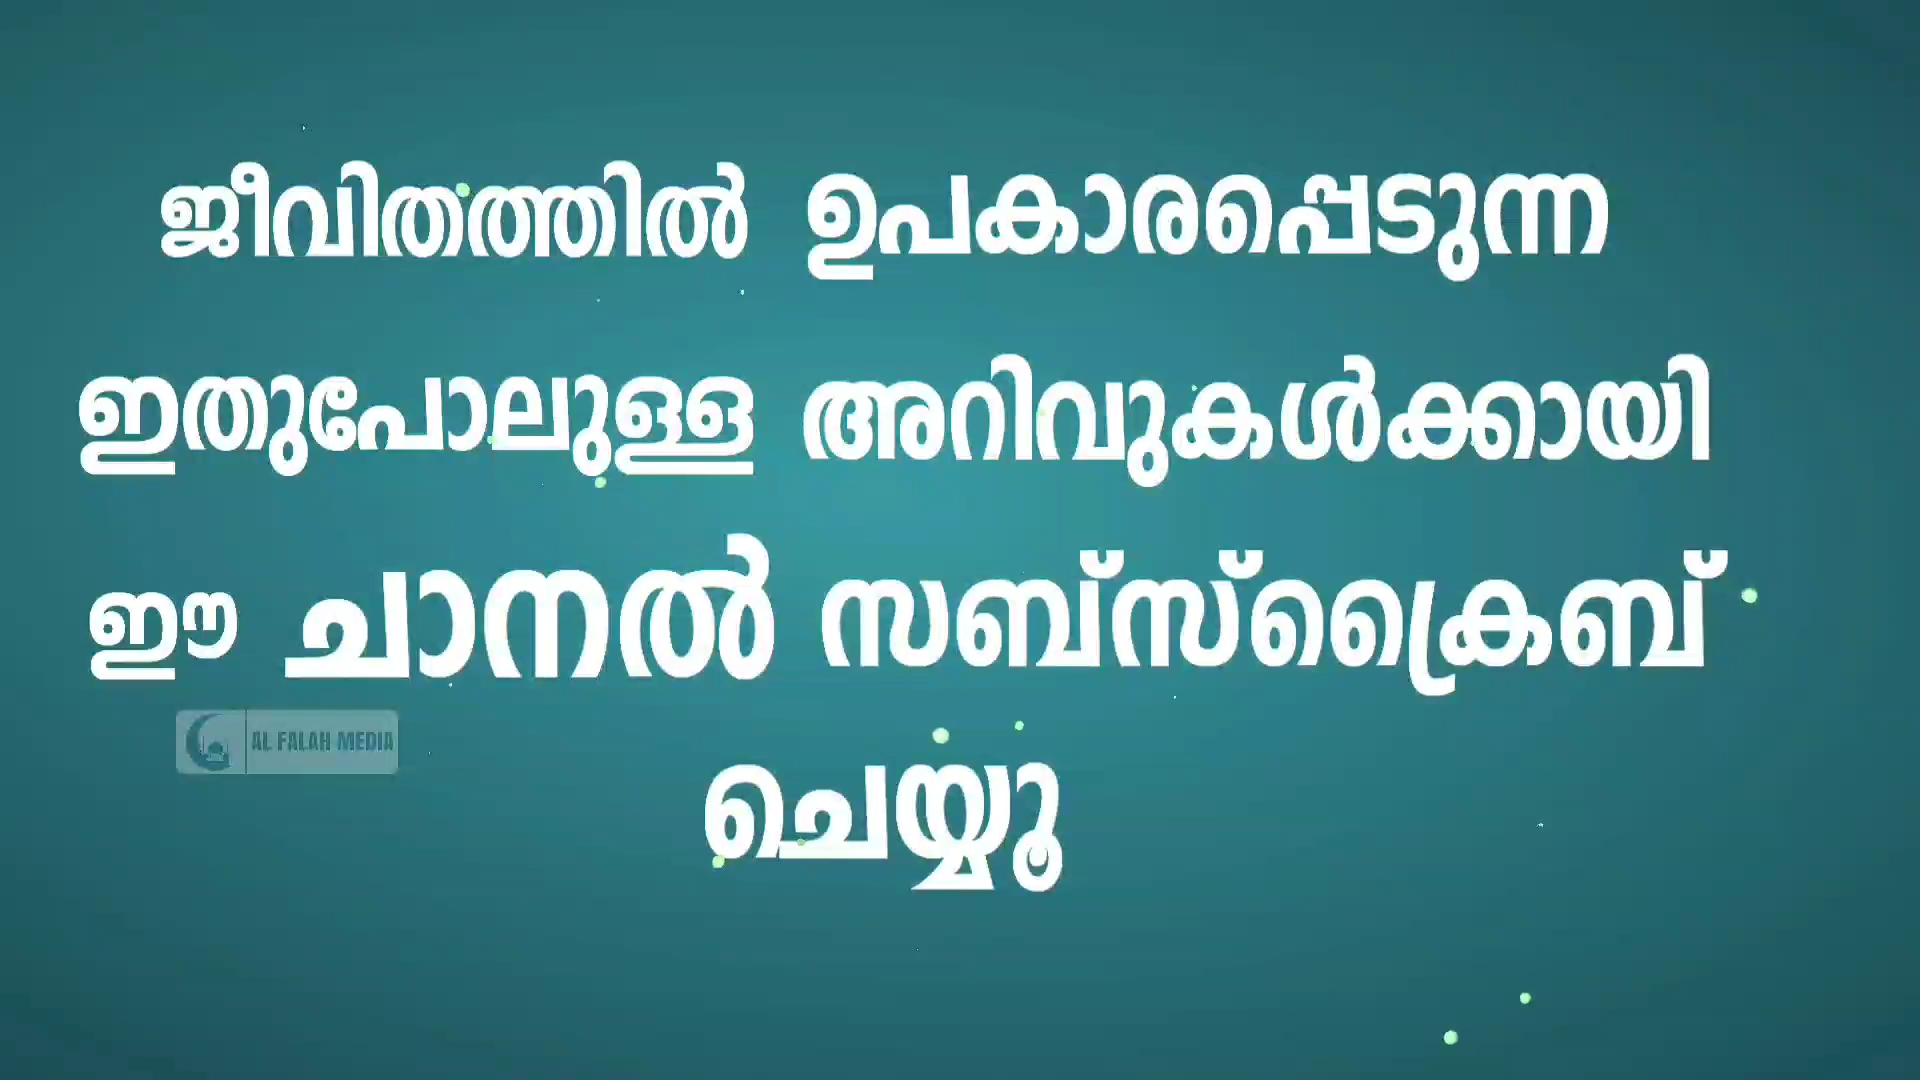 ജീവിതത്തിൽ ഉപകാരപ്പെടുന്ന
ഇതുപോലുള്ള അറിവുകൾക്കായി
ഈ ചാനൽ സബ്സ്ക്രൈബ്
AL FALAH MEDIA
ചെയ്യൂ